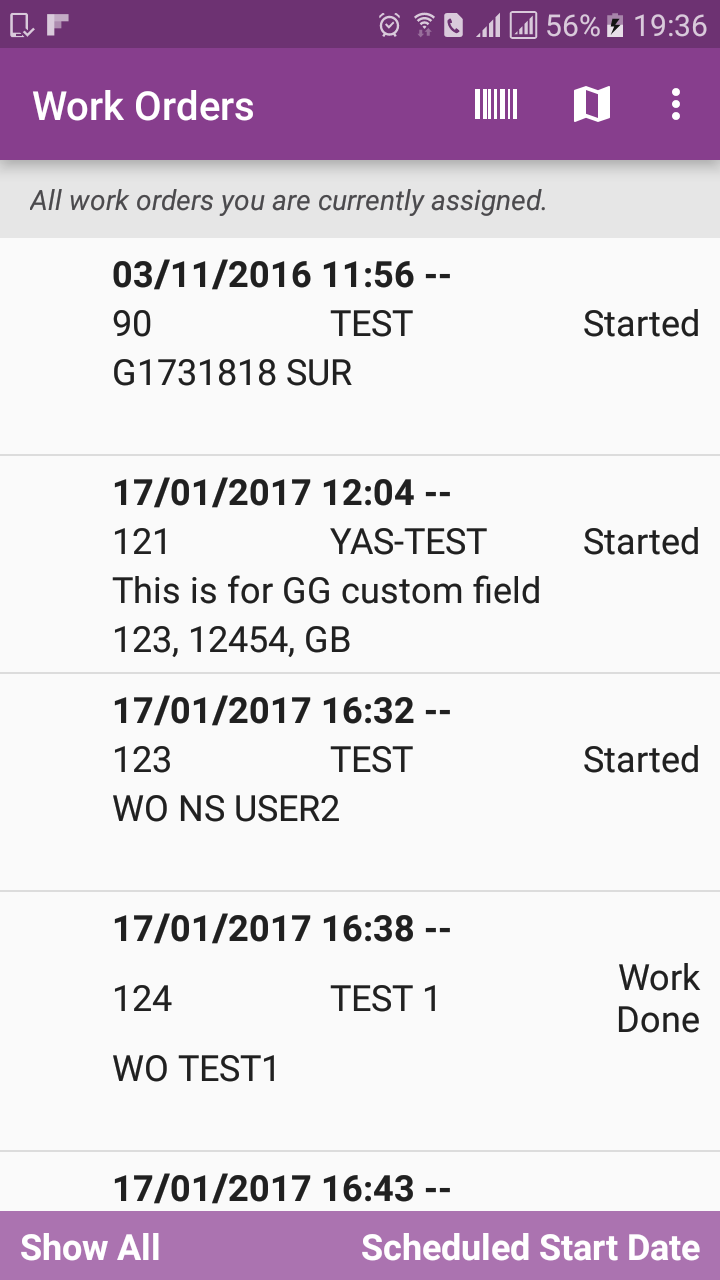 56% 19:36
Work Orders
All work orders you are currently assigned.
03/11/2016 11:56 --
90 TEST Started
G1731818 SUR
17/01/2017 12:04 --
121 YAS-TEST Started
This is for GG custom field
123, 12454, GB
17/01/2017 16:32 --
123 TEST Started
WO NS USER2
17/01/2017 16:38 --
124 TEST 1 Work
Done
WO TEST1
17/01/2017 16:43 --
Show All Scheduled Start Date